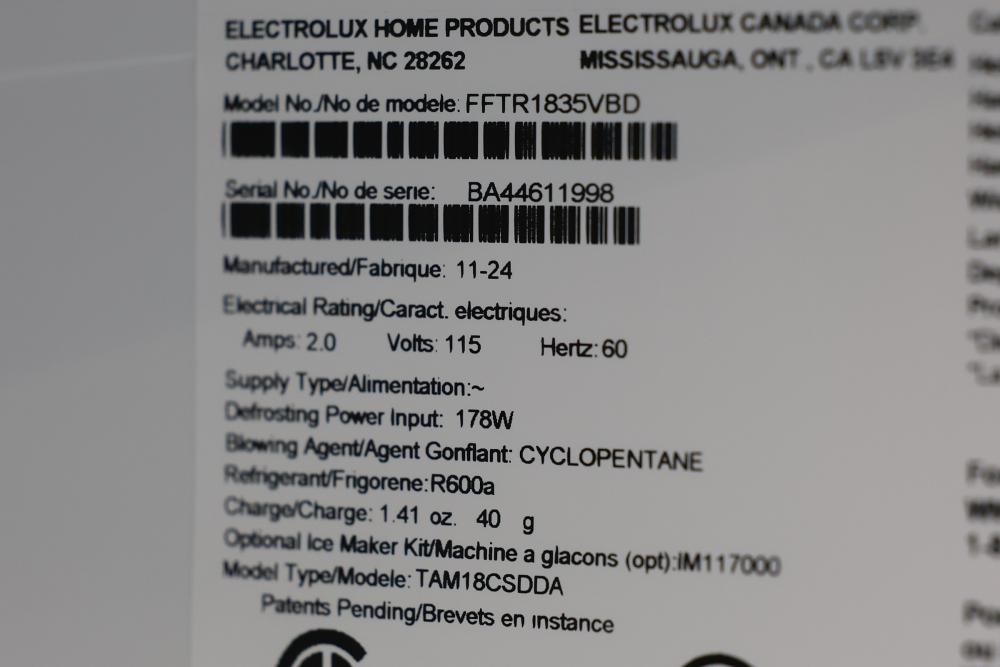 ELECTROLUX HOME PRODUCTS ELECTROLUX CANADA CORP.
CHARLOTTE, NC 28262 MISSISSAUGA, ONT., CA L5V 3E4
Model No./No de modele: FFTR1835VBD
Serial No./No de serie: BA44611998
Manufactured/Fabrique: 11-24
Electrical Rating/Caract. electriques:
Amps: 2.0 Volts: 115 Hertz: 60
Supply Type/Alimentation:~
Defrosting Power Input: 178W
Blowing Agent/Agent Gonflant: CYCLOPENTANE
Refrigerant/Frigorene:R600a
Charge/Charge: 1.41 oz. 40 g
Optional Ice Maker Kit/Machine a glacons (opt):IM117000
Model Type/Modele: TAM18CSDDA
Patents Pending/Brevets en instance